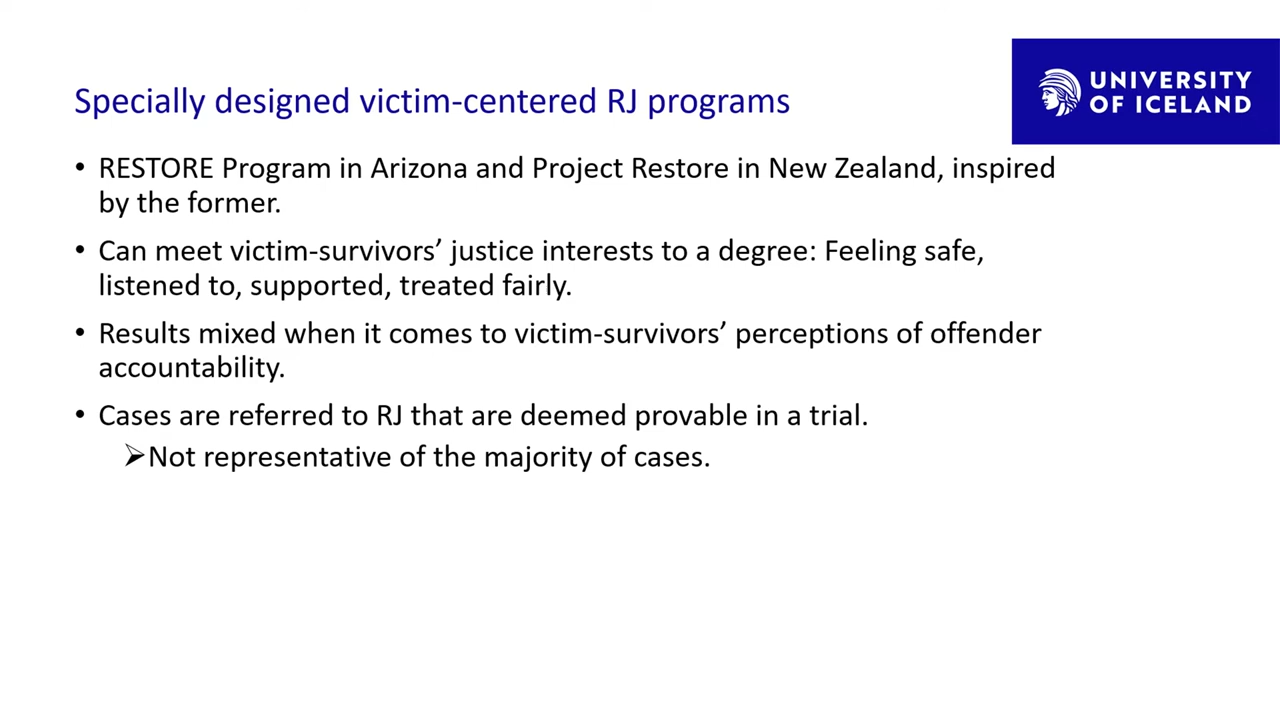 UNIVERSITY
OF ICELAND
Specially designed victim-centered RJ programs
• RESTORE Program in Arizona and Project Restore in New Zealand, inspired
by the former.
• Can meet victim-survivors’ justice interests to a degree: Feeling safe,
listened to, supported, treated fairly.
• Results mixed when it comes to victim-survivors’ perceptions of offender
accountability.
• Cases are referred to RJ that are deemed provable in a trial.
➢Not representative of the majority of cases.